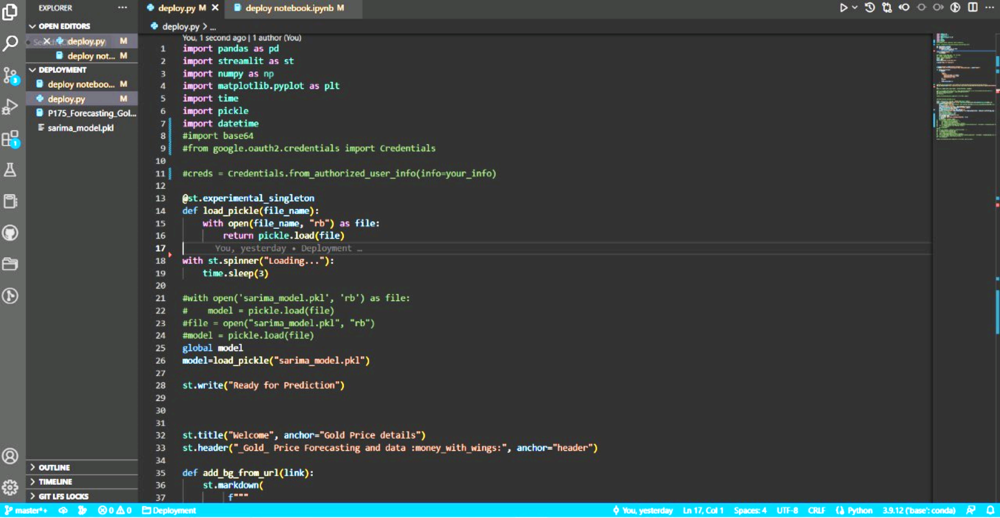 EXPLORER ...
deploy.py M ✕
deploy notebook.ipynb M
OPEN EDITORS
deploy.py > ...
✕ deploy.py M
deploy not... M
DEPLOYMENT
deploy noteboo... M
deploy.py M
P175_Forecasting_Gol...
sarima_model.pkl
3
1
You, 1 second ago | 1 author (You)
1 import pandas as pd
2 import streamlit as st
3 import numpy as np
4 import matplotlib.pyplot as plt
5 import time
6 import pickle
7 import datetime
8 #import base64
9 #from google.oauth2.credentials import Credentials
10
11 #creds = Credentials.from_authorized_user_info(info=your_info)
12
13 @st.experimental_singleton
14 def load_pickle(file_name):
15     with open(file_name, "rb") as file:
16         return pickle.load(file)
17 You, yesterday • Deployment …
18 with st.spinner("Loading..."):
19     time.sleep(3)
20
21 #with open('sarima_model.pkl', 'rb') as file:
22 #    model = pickle.load(file)
23 #file = open("sarima_model.pkl", "rb")
24 #model = pickle.load(file)
25 global model
26 model=load_pickle("sarima_model.pkl")
27
28 st.write("Ready for Prediction")
29
30
31
32 st.title("Welcome", anchor="Gold Price details")
33 st.header("_Gold_ Price Forecasting and data :money_with_wings:", anchor="header")
34
35 def add_bg_from_url(link):
36     st.markdown(
37         f"""
OUTLINE
TIMELINE
GIT LFS LOCKS
master*+ 0 0 Deployment You, yesterday Ln 17, Col 1 Spaces: 4 UTF-8 CRLF Python 3.9.12 ('base': conda)